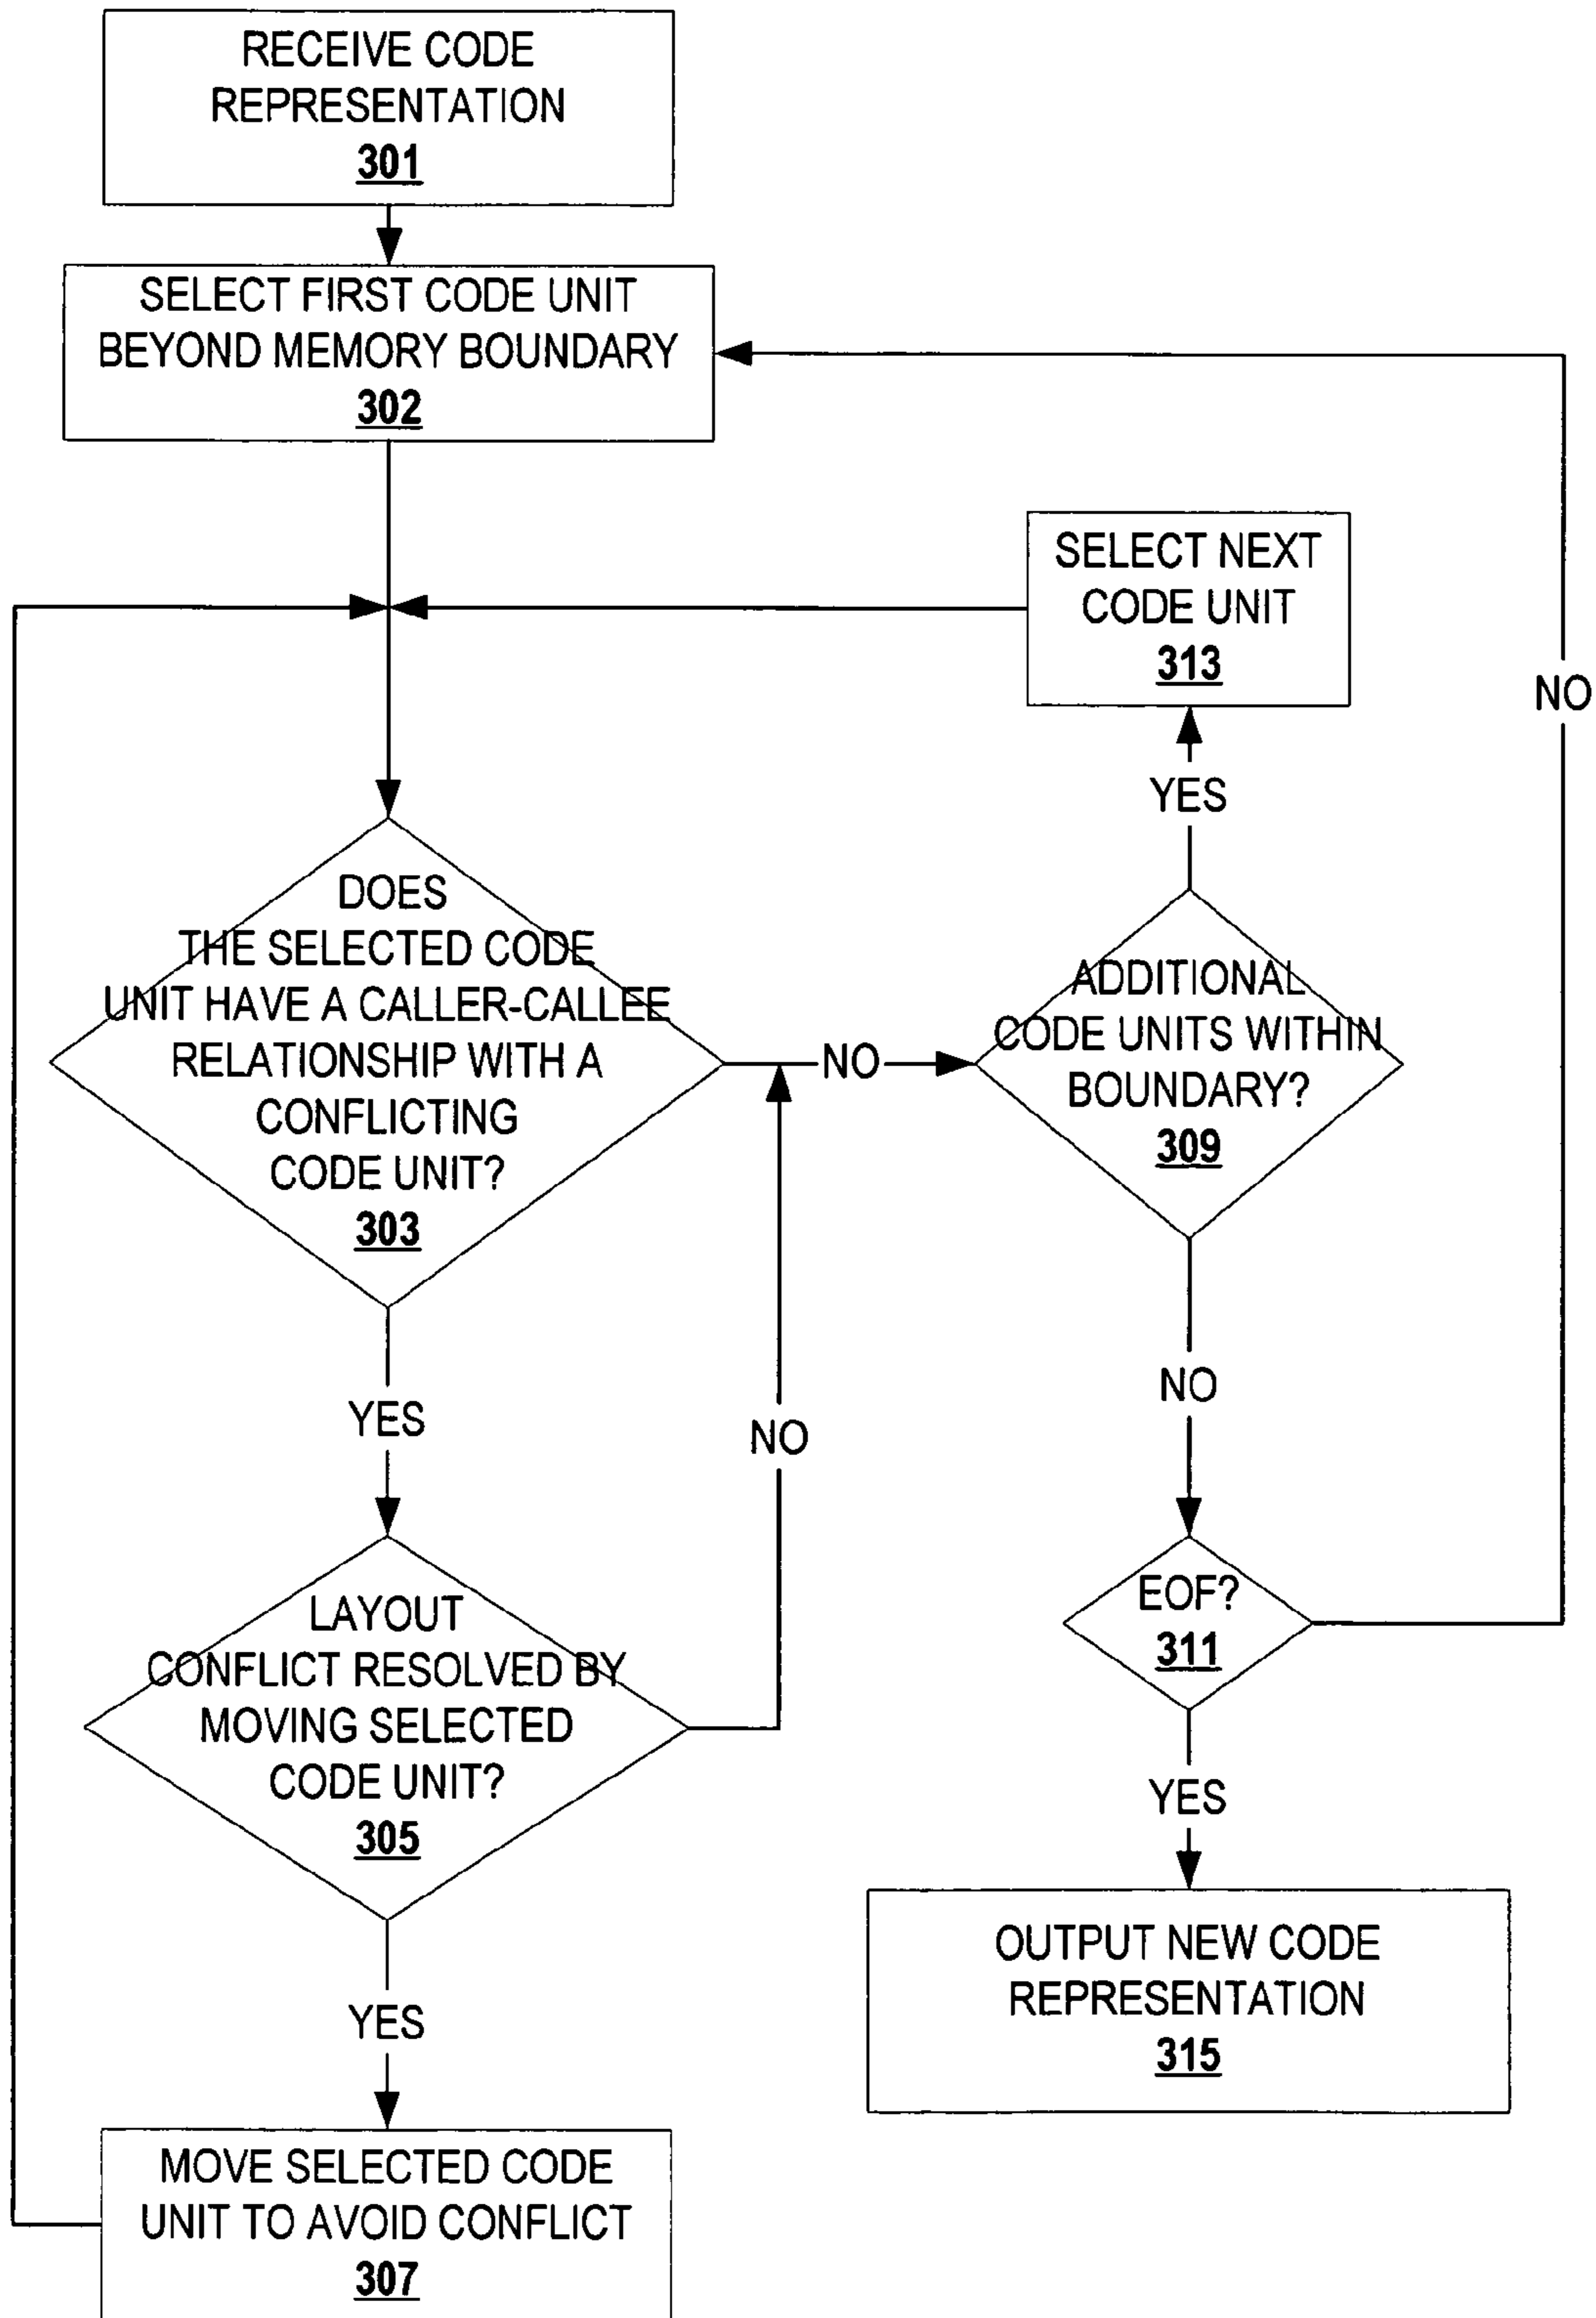 RECEIVE CODE
REPRESENTATION
301
SELECT FIRST CODE UNIT
BEYOND MEMORY BOUNDARY
302
SELECT NEXT
CODE UNIT
313
NO
YES
DOES
THE SELECTED CODE
UNIT HAVE A CALLER-CALLEE
RELATIONSHIP WITH A
CONFLICTING
CODE UNIT?
303
NO
ADDITIONAL
CODE UNITS WITHIN
BOUNDARY?
309
YES
NO
NO
LAYOUT
CONFLICT RESOLVED BY
MOVING SELECTED
CODE UNIT?
305
EOF?
311
YES
YES
OUTPUT NEW CODE
REPRESENTATION
315
MOVE SELECTED CODE
UNIT TO AVOID CONFLICT
307